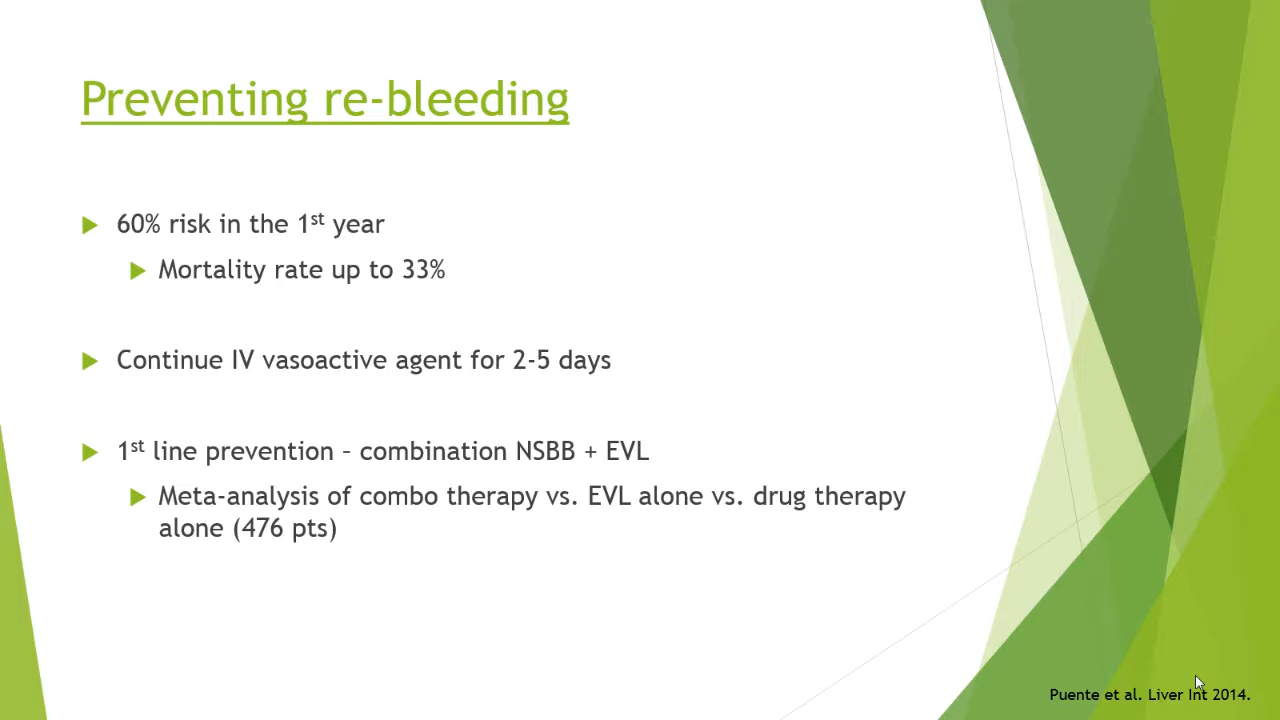 Preventing re-bleeding
60% risk in the 1st year
Mortality rate up to 33%
Continue IV vasoactive agent for 2-5 days
1st line prevention – combination NSBB + EVL
Meta-analysis of combo therapy vs. EVL alone vs. drug therapy
alone (476 pts)
Puente et al. Liver Int 2014.